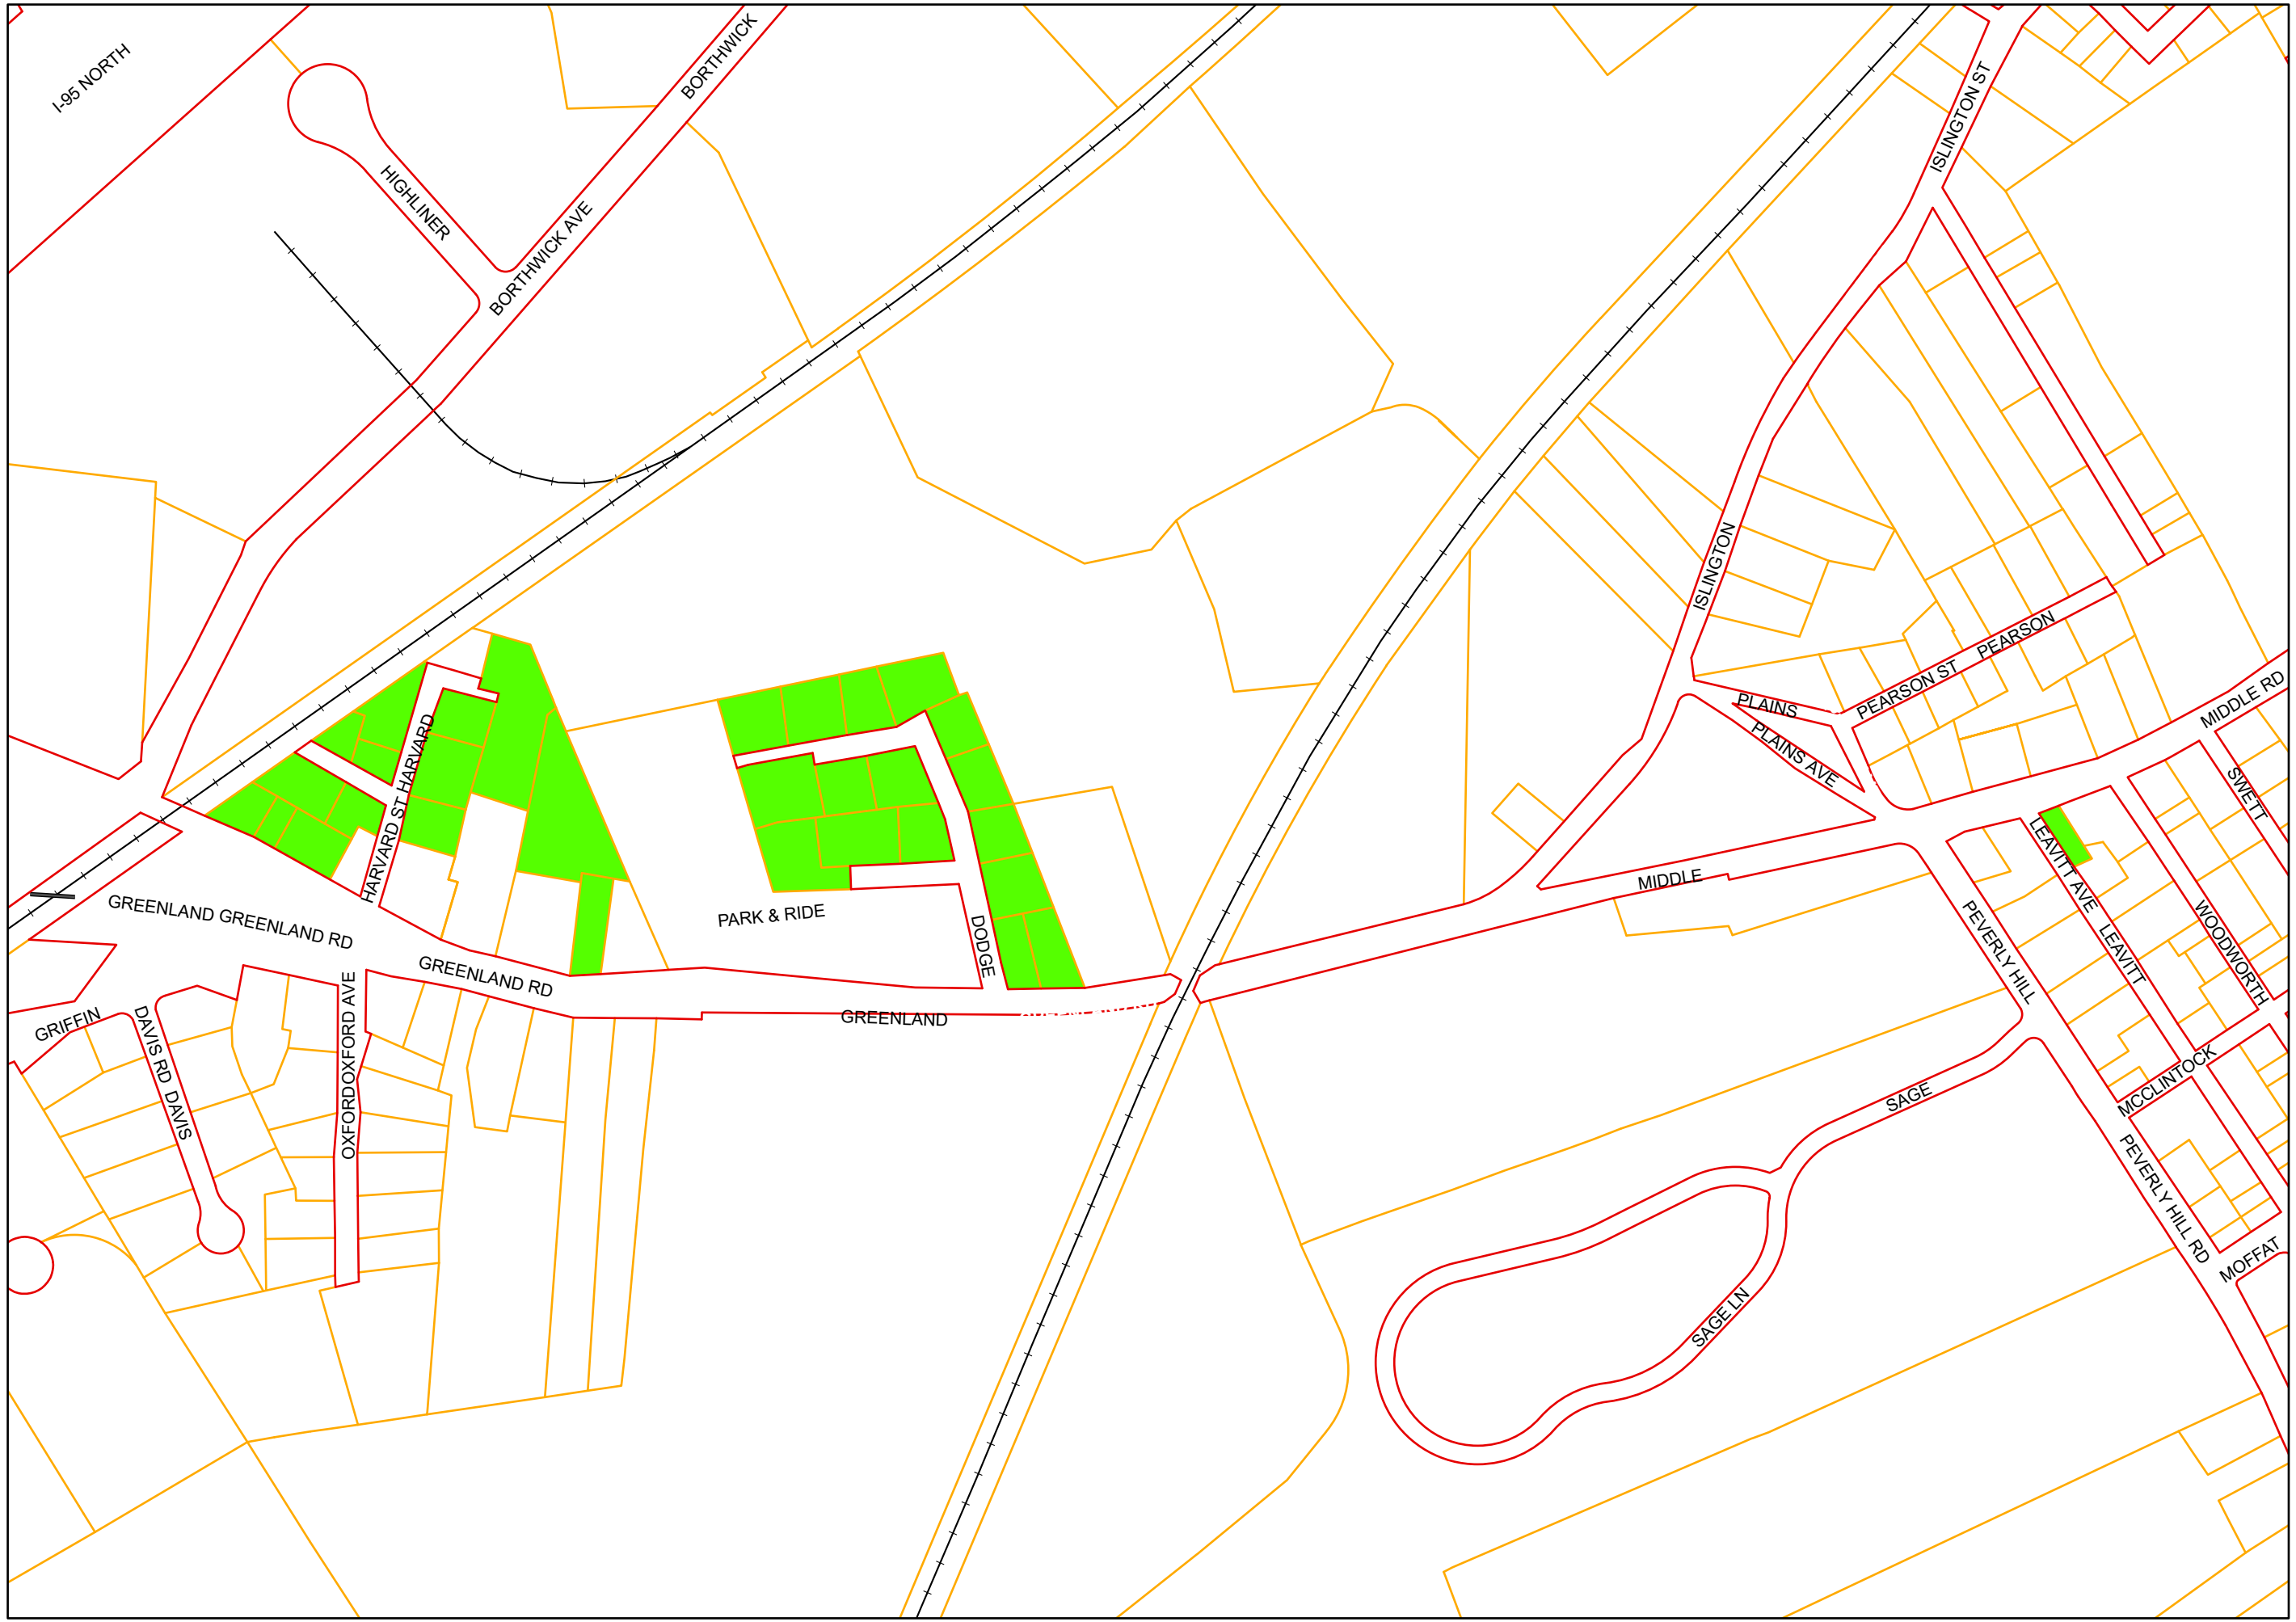 I-95 NORTH
BORTHWICK
HIGHLINER
BORTHWICK AVE
ISLINGTON ST
ISLINGTON
PEARSON
PEARSON ST
PLAINS
PLAINS AVE
MIDDLE RD
SWETT
HARVARD ST HARVARD
GREENLAND GREENLAND RD
GREENLAND RD
PARK & RIDE
DODGE
GREENLAND
MIDDLE
PEVERLY HILL
LEAVITT AVE
LEAVITT
WOODWORTH
GRIFFIN
DAVIS RD DAVIS
OXFORDOXFORD AVE
MCCLINTOCK
SAGE
PEVERLY HILL RD
MOFFAT
SAGE LN